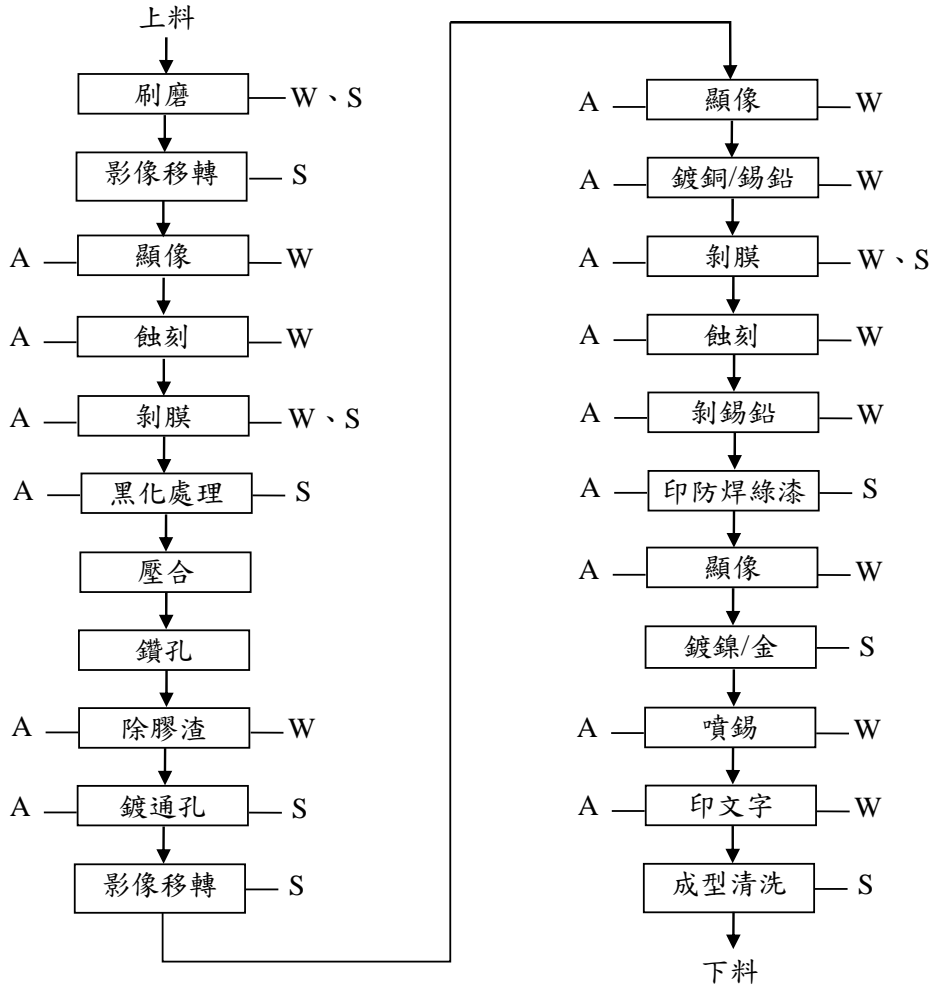 上料
刷磨 W、S
影像移轉 S
A 顯像 W
A 蝕刻 W
A 剝膜 W、S
A 黑化處理 S
壓合
鑽孔
A 除膠渣 W
A 鍍通孔 S
影像移轉 S
A 顯像 W
A 鍍銅/錫鉛 W
A 剝膜 W、S
A 蝕刻 W
A 剝錫鉛 W
A 印防焊綠漆 S
A 顯像 W
鍍鎳/金 S
A 噴錫 W
A 印文字 W
成型清洗 S
下料